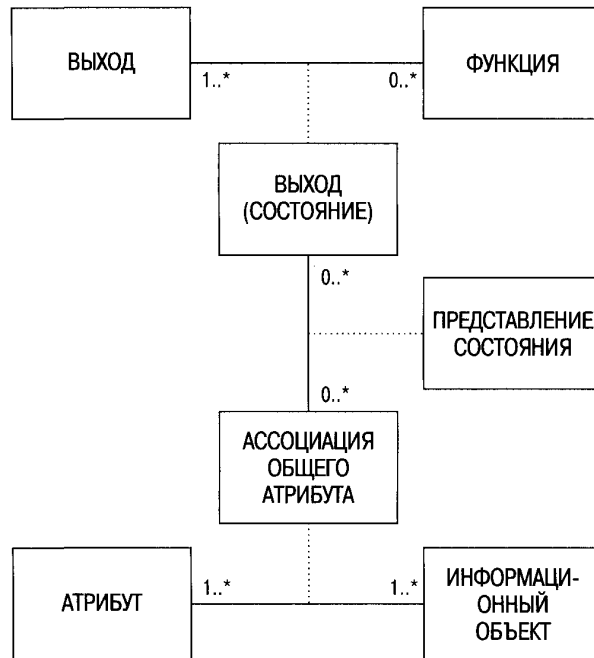 ВЫХОД
ФУНКЦИЯ
1..*
0..*
ВЫХОД
(СОСТОЯНИЕ)
0..*
ПРЕДСТАВЛЕНИЕ
СОСТОЯНИЯ
0..*
АССОЦИАЦИЯ
ОБЩЕГО
АТРИБУТА
АТРИБУТ
1..*
1..*
ИНФОРМАЦИ-
ОННЫЙ
ОБЪЕКТ